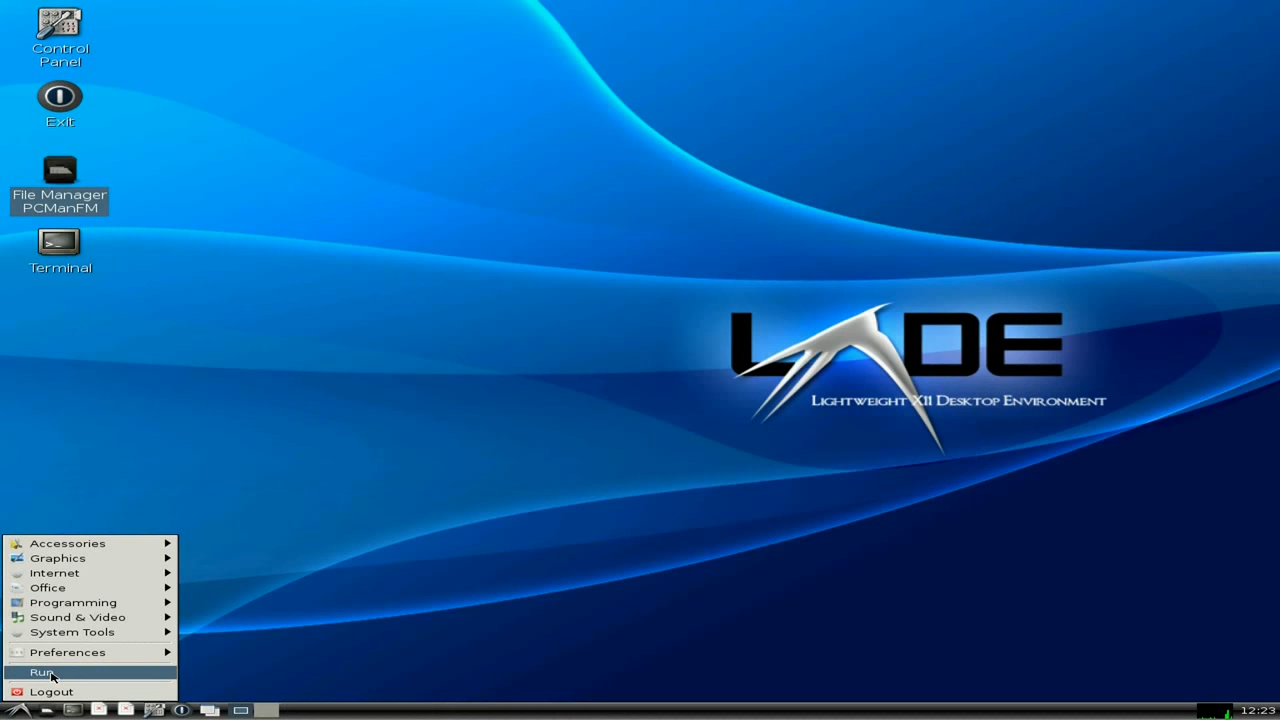 Control
Panel
Exit
File Manager
PCManFM
Terminal
LXDE
Lightweight X11 Desktop Environment
Accessories
Graphics
Internet
Office
Programming
Sound & Video
System Tools
Preferences
Run
Logout
12:23